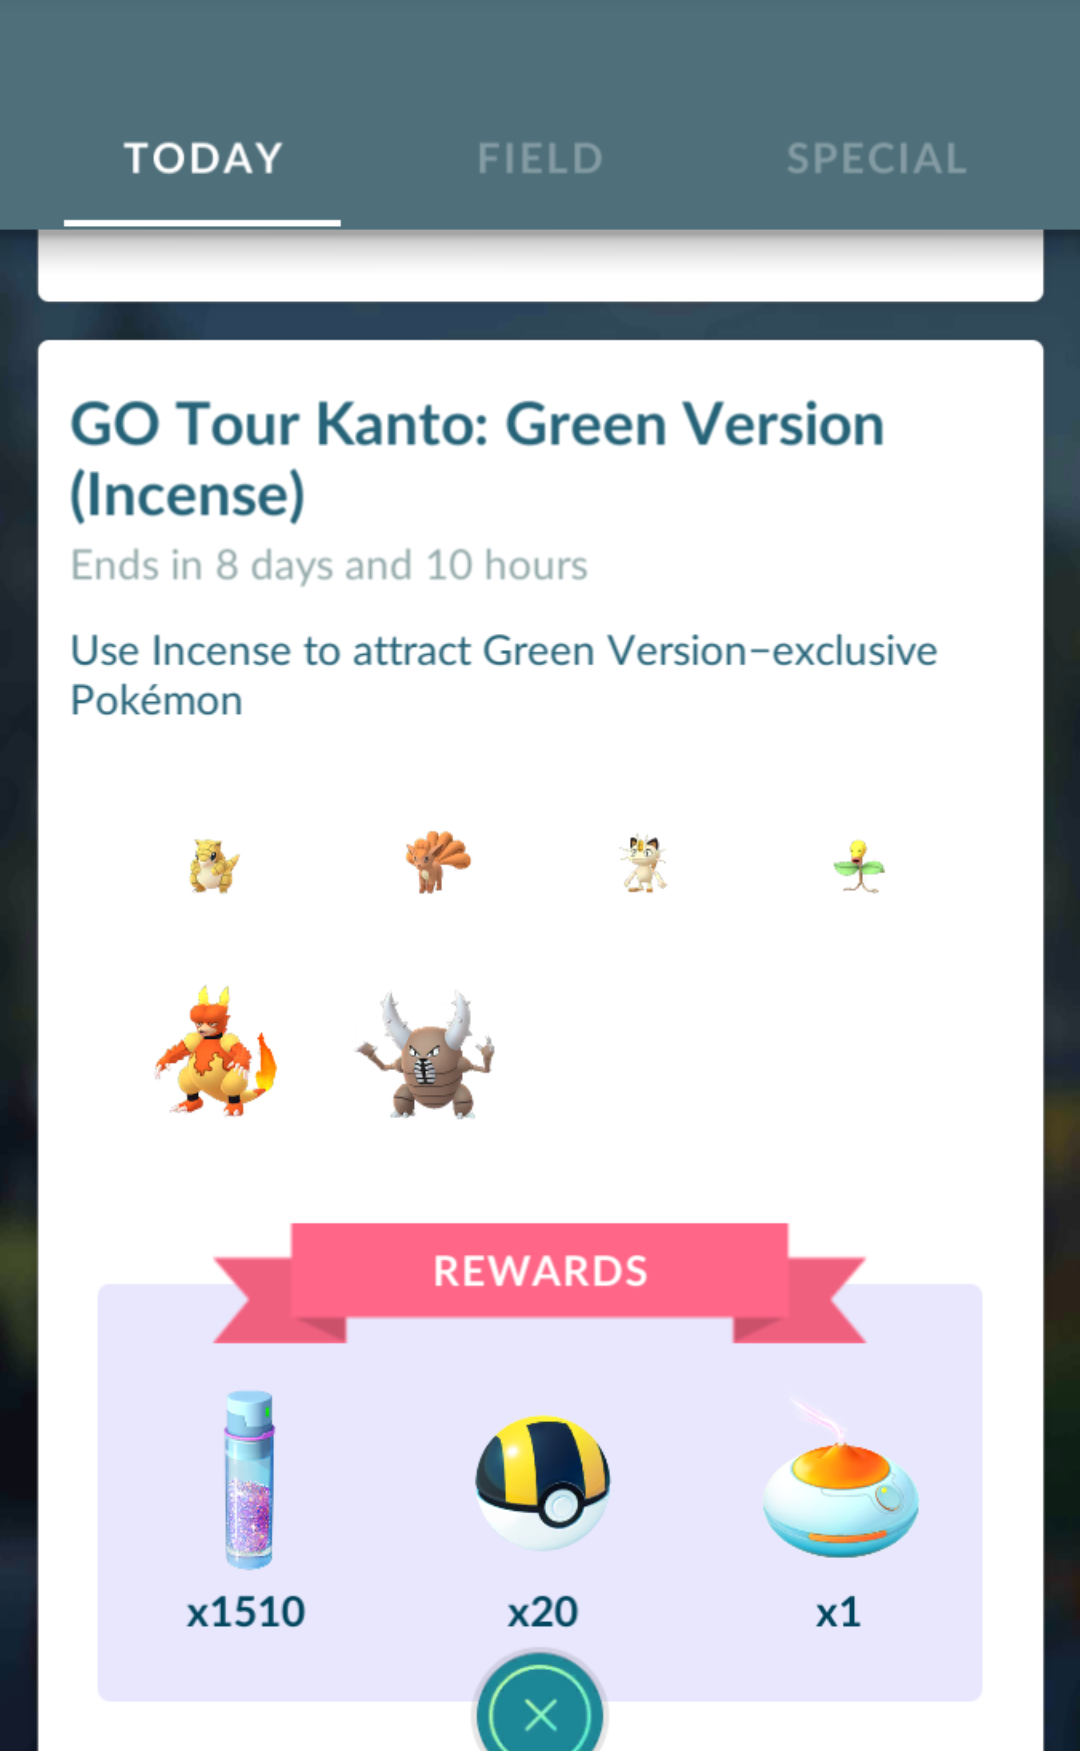 TODAY FIELD SPECIAL
GO Tour Kanto: Green Version
(Incense)
Ends in 8 days and 10 hours
Use Incense to attract Green Version–exclusive
Pokémon
REWARDS
x1510 x20 x1